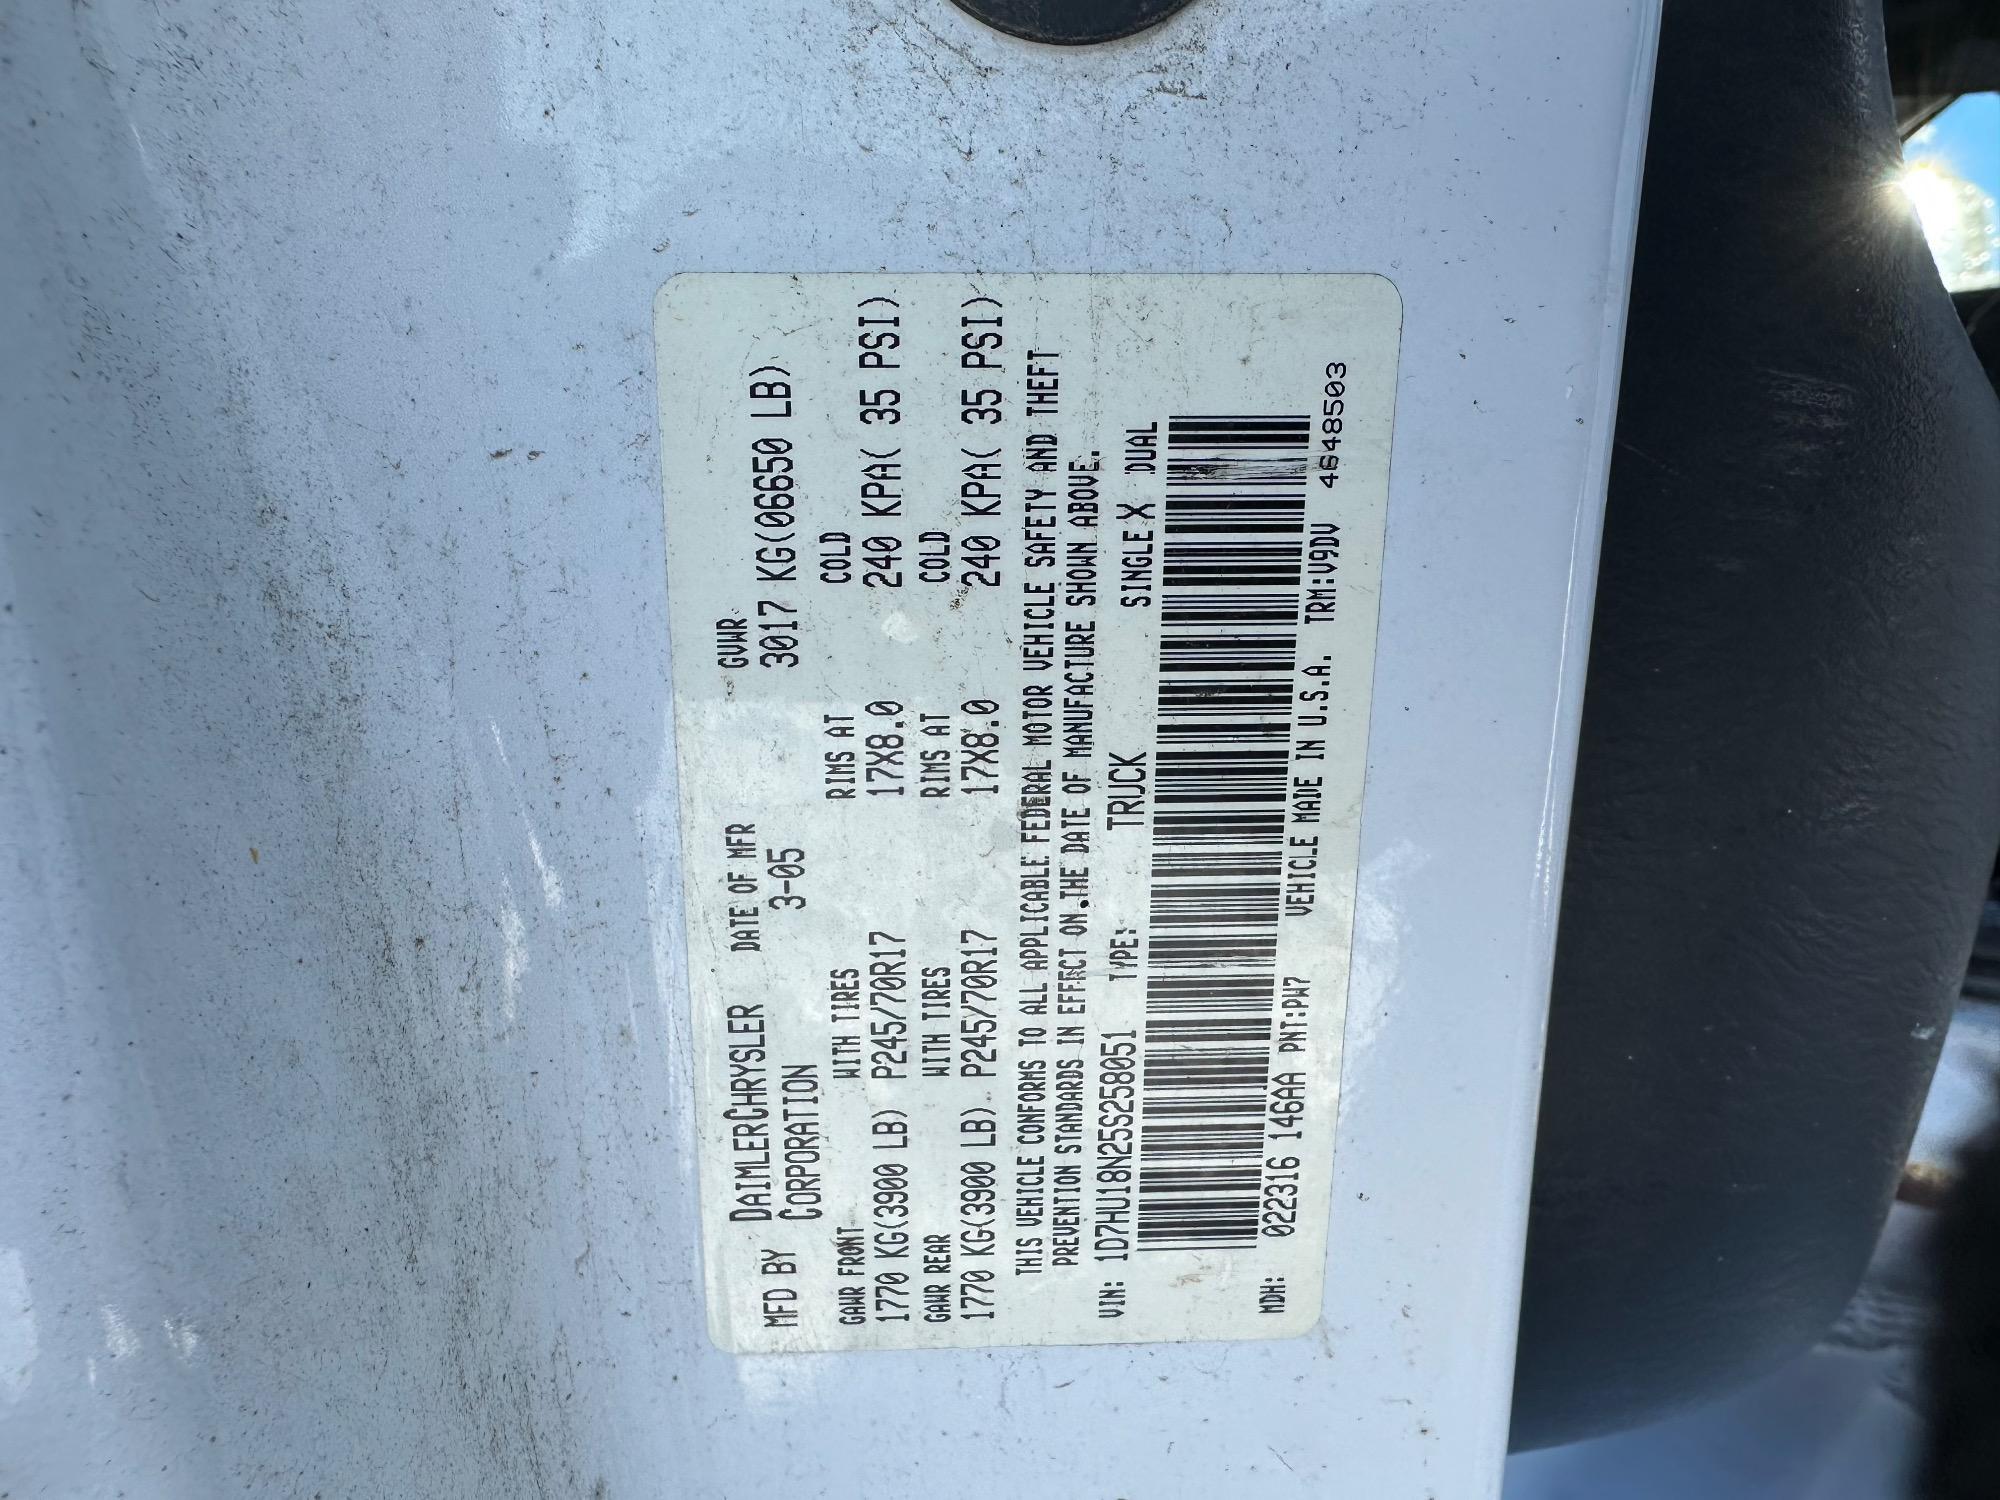 MFD BY DAIMLERCHRYSLER CORPORATION DATE OF MFR 3-05 GVWR 3017 KG(06650 LB)
GAWR FRONT WITH TIRES RIMS AT COLD
1770 KG(3900 LB) P245/70R17 17X8.0 240 KPA( 35 PSI)
GAWR REAR WITH TIRES RIMS AT COLD
1770 KG(3900 LB) P245/70R17 17X8.0 240 KPA( 35 PSI)
THIS VEHICLE CONFORMS TO ALL APPLICABLE FEDERAL MOTOR VEHICLE SAFETY AND THEFT
PREVENTION STANDARDS IN EFFECT ON THE DATE OF MANUFACTURE SHOWN ABOVE.
VIN: 1D7HU18N25S258051 TYPE: TRUCK SINGLE X DUAL
MDH: 022316 146AA PNT:PW7 VEHICLE MADE IN U.S.A. TRM:V9DV 4648503